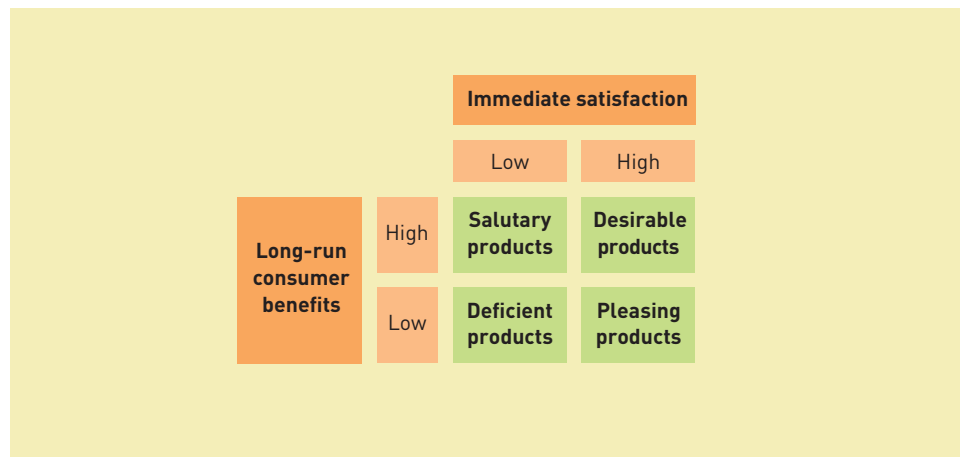 Immediate satisfaction
Low
High
Long-run
consumer
benefits
High
Salutary
products
Desirable
products
Low
Deficient
products
Pleasing
products